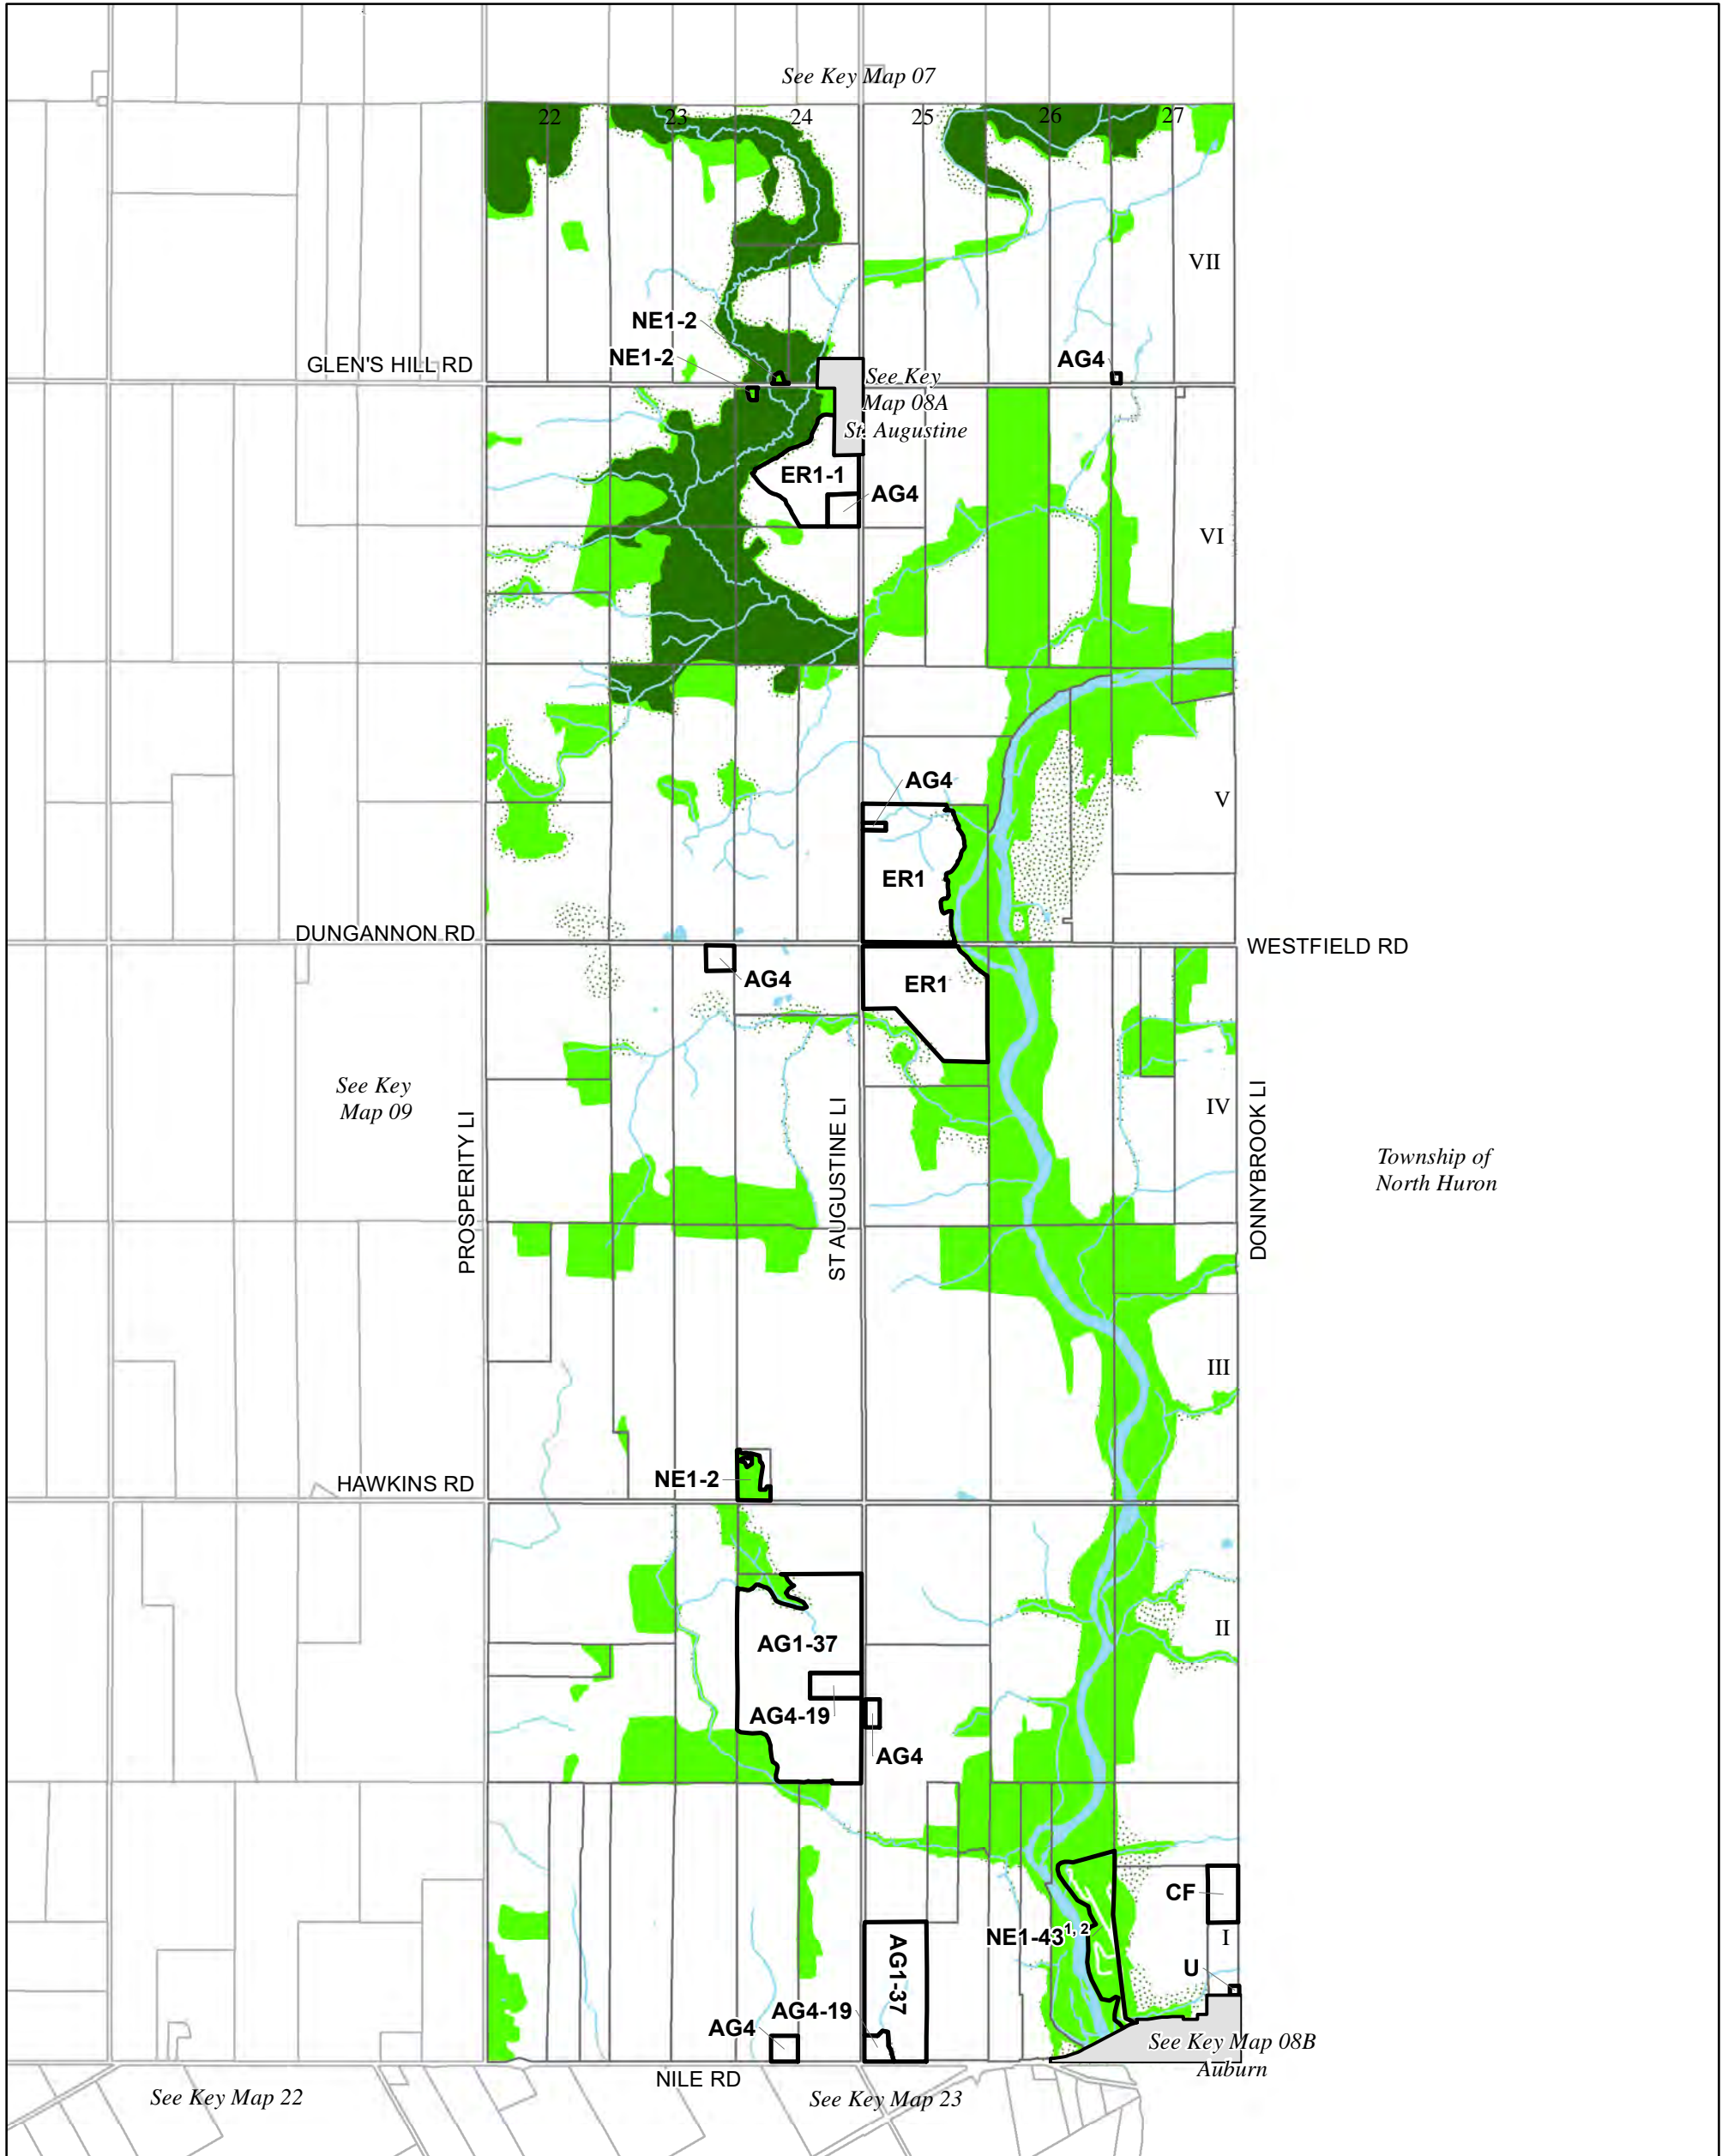 See Key Map 07
22
23
24
25
26
27
VII
NE1-2
NE1-2
AG4
GLEN'S HILL RD
See Key
Map 08A
St. Augustine
ER1-1
AG4
VI
AG4
V
ER1
DUNGANNON RD
WESTFIELD RD
AG4
ER1
See Key
Map 09
IV
PROSPERITY LI
ST AUGUSTINE LI
DONNYBROOK LI
Township of
North Huron
III
NE1-2
HAWKINS RD
II
AG1-37
AG4-19
AG4
CF
NE1-43¹, ²
I
AG1-37
U
AG4-19
AG4
See Key Map 08B
Auburn
NILE RD
See Key Map 22
See Key Map 23